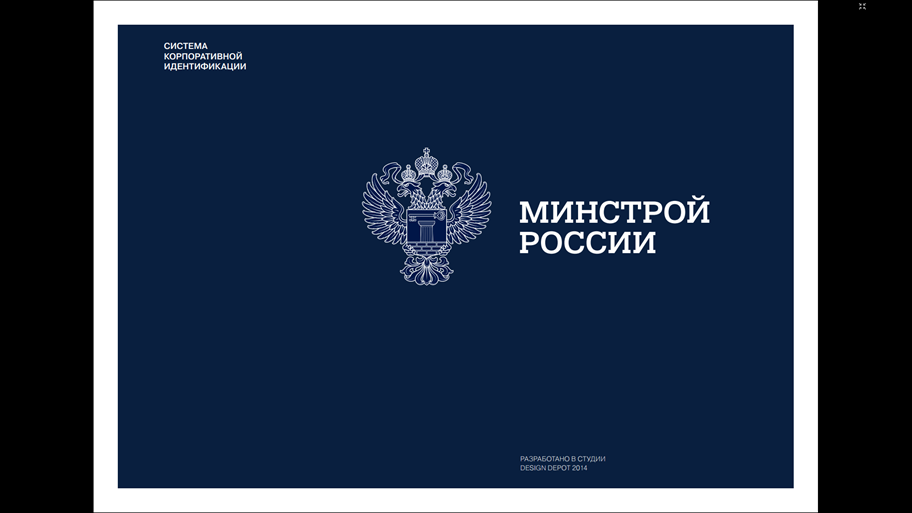 СИСТЕМА
КОРПОРАТИВНОЙ
ИДЕНТИФИКАЦИИ
МИНСТРОЙ
РОССИИ
РАЗРАБОТАНО В СТУДИИ
DESIGN DEPOT 2014